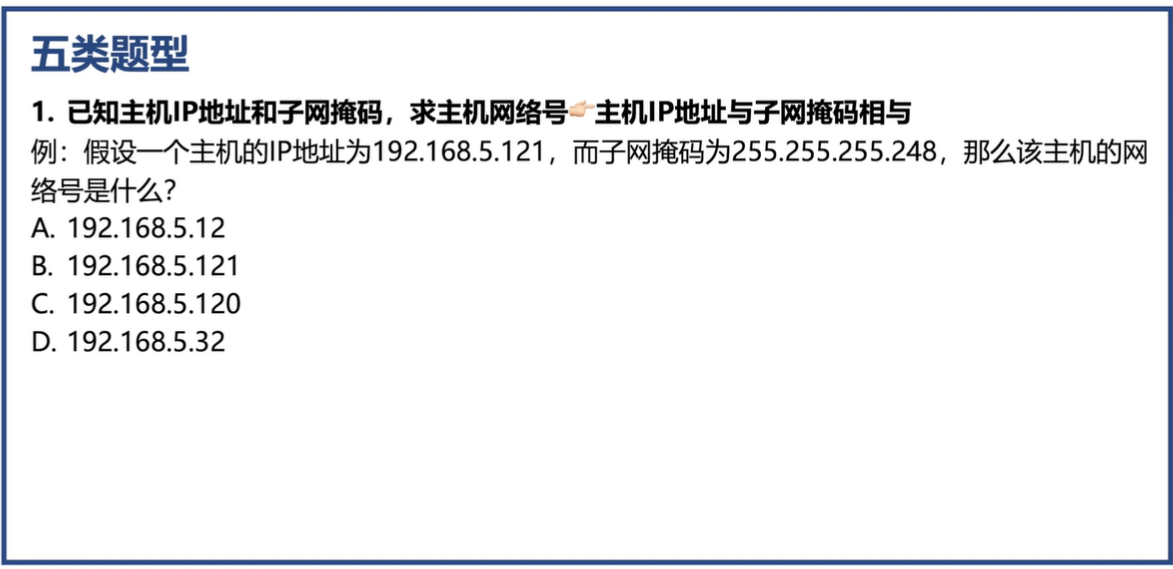 五类题型
1. 已知主机IP地址和子网掩码，求主机网络号👉🏻主机IP地址与子网掩码相与
例：假设一个主机的IP地址为192.168.5.121，而子网掩码为255.255.255.248，那么该主机的网
络号是什么？
A. 192.168.5.12
B. 192.168.5.121
C. 192.168.5.120
D. 192.168.5.32